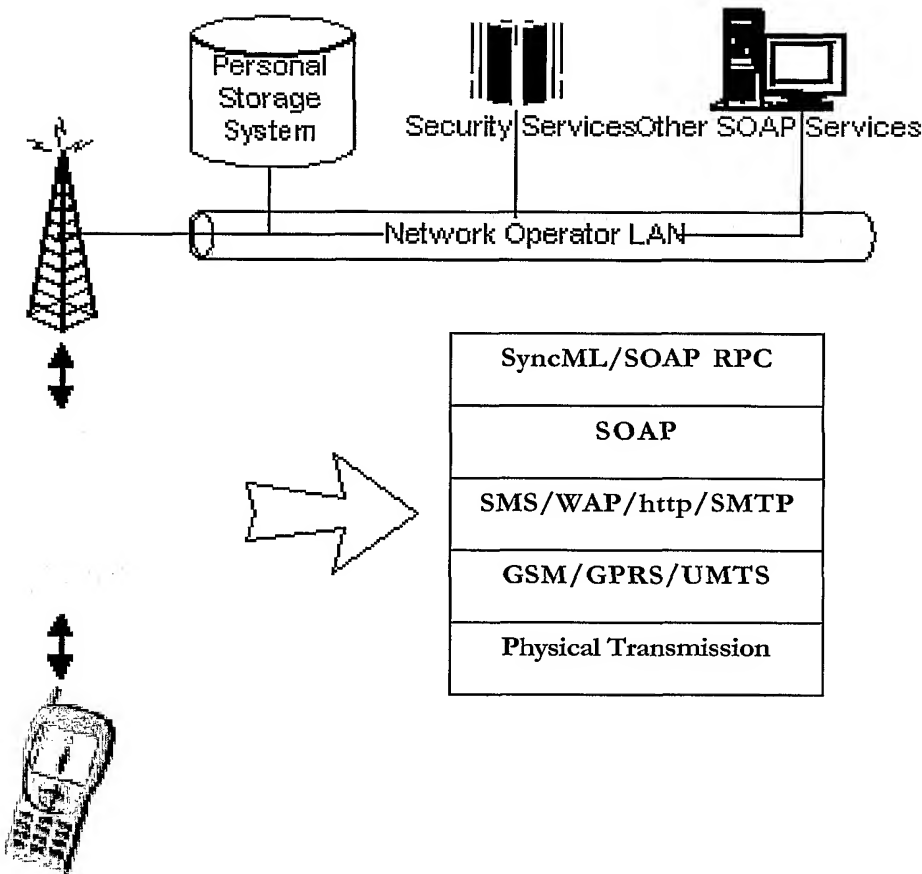 Personal
Storage
System
Security Services
Other SOAP Services
Network Operator LAN
SyncML/SOAP RPC
SOAP
SMS/WAP/http/SMTP
GSM/GPRS/UMTS
Physical Transmission